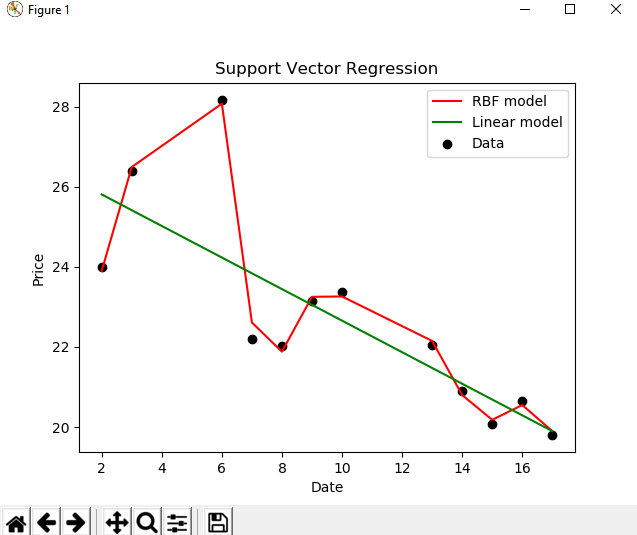 Figure 1
Support Vector Regression
RBF model
Linear model
Data
28
26
24
22
20
Price
2 4 6 8 10 12 14 16
Date